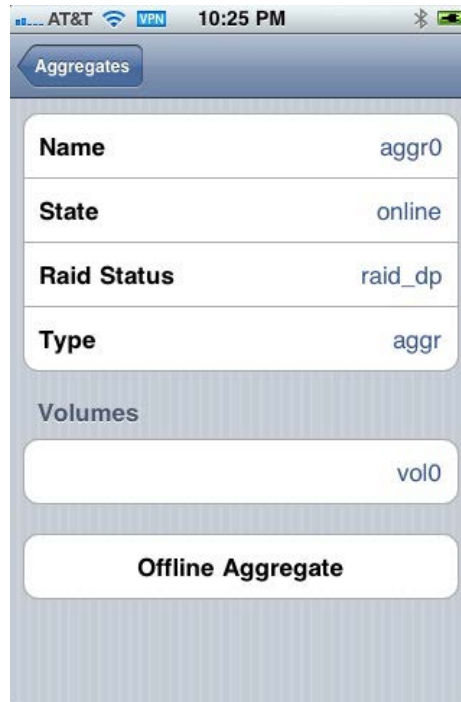 AT&T VPN 10:25 PM
Aggregates
Name aggr0
State online
Raid Status raid_dp
Type aggr
Volumes
vol0
Offline Aggregate